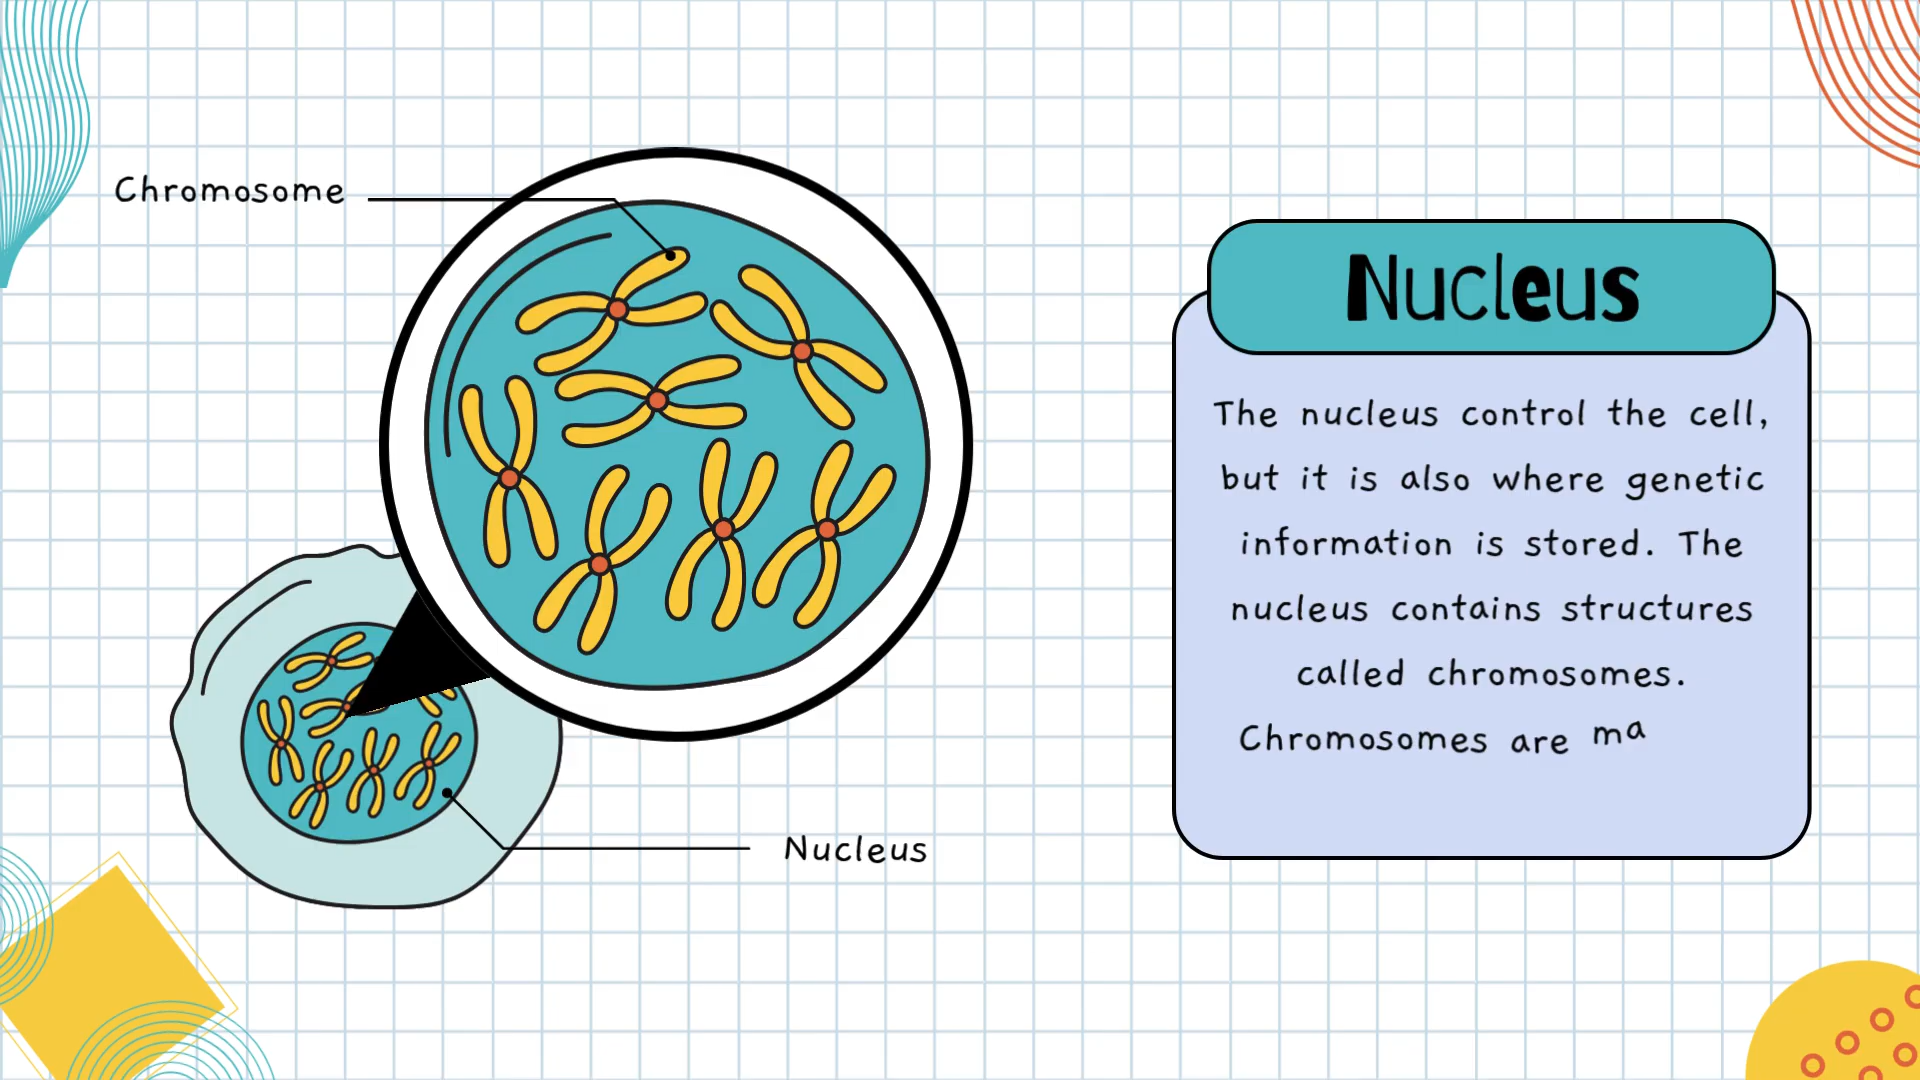 Chromosome
Nucleus
Nucleus
The nucleus control the cell,
but it is also where genetic
information is stored. The
nucleus contains structures
called chromosomes.
Chromosomes are ma